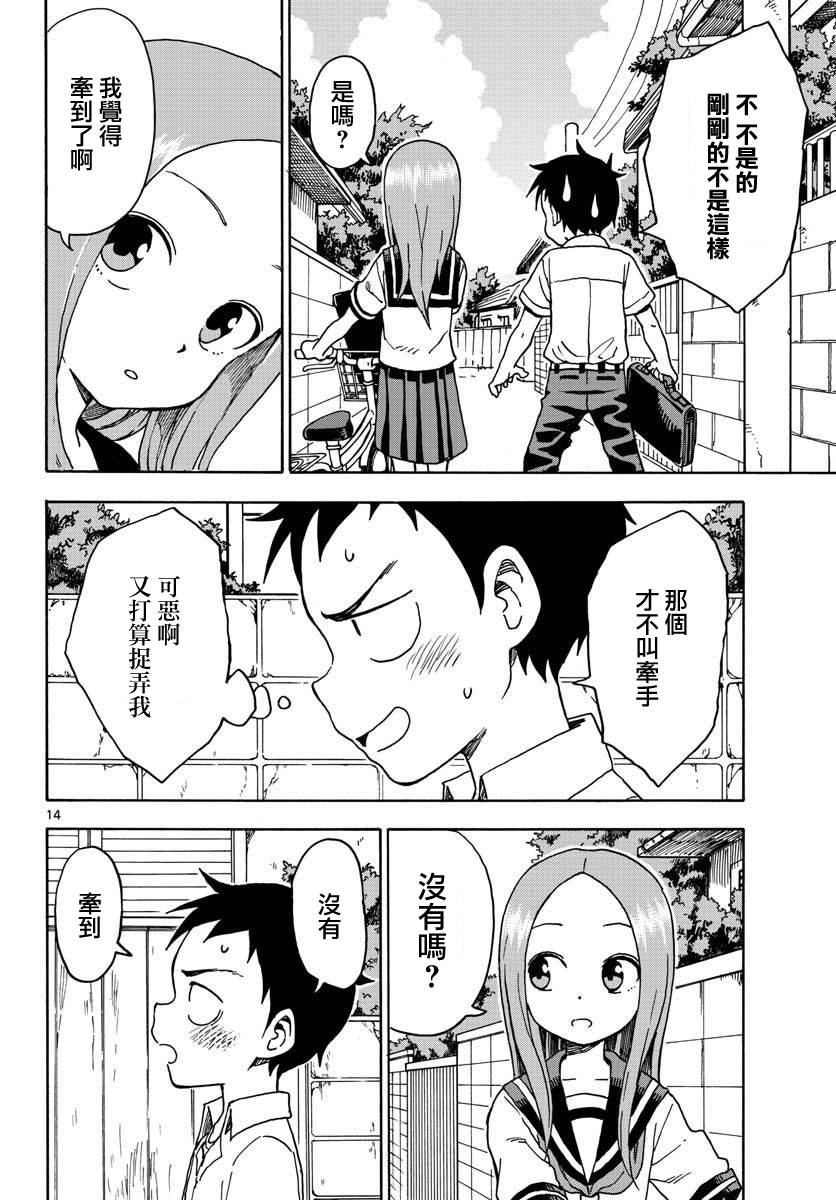 不 不是的
剛剛的不是這樣
是嗎？
我覺得
牽到了啊
那個
才不叫牽手
可惡啊
又打算捉弄我
沒有嗎？
沒有
牽到
14